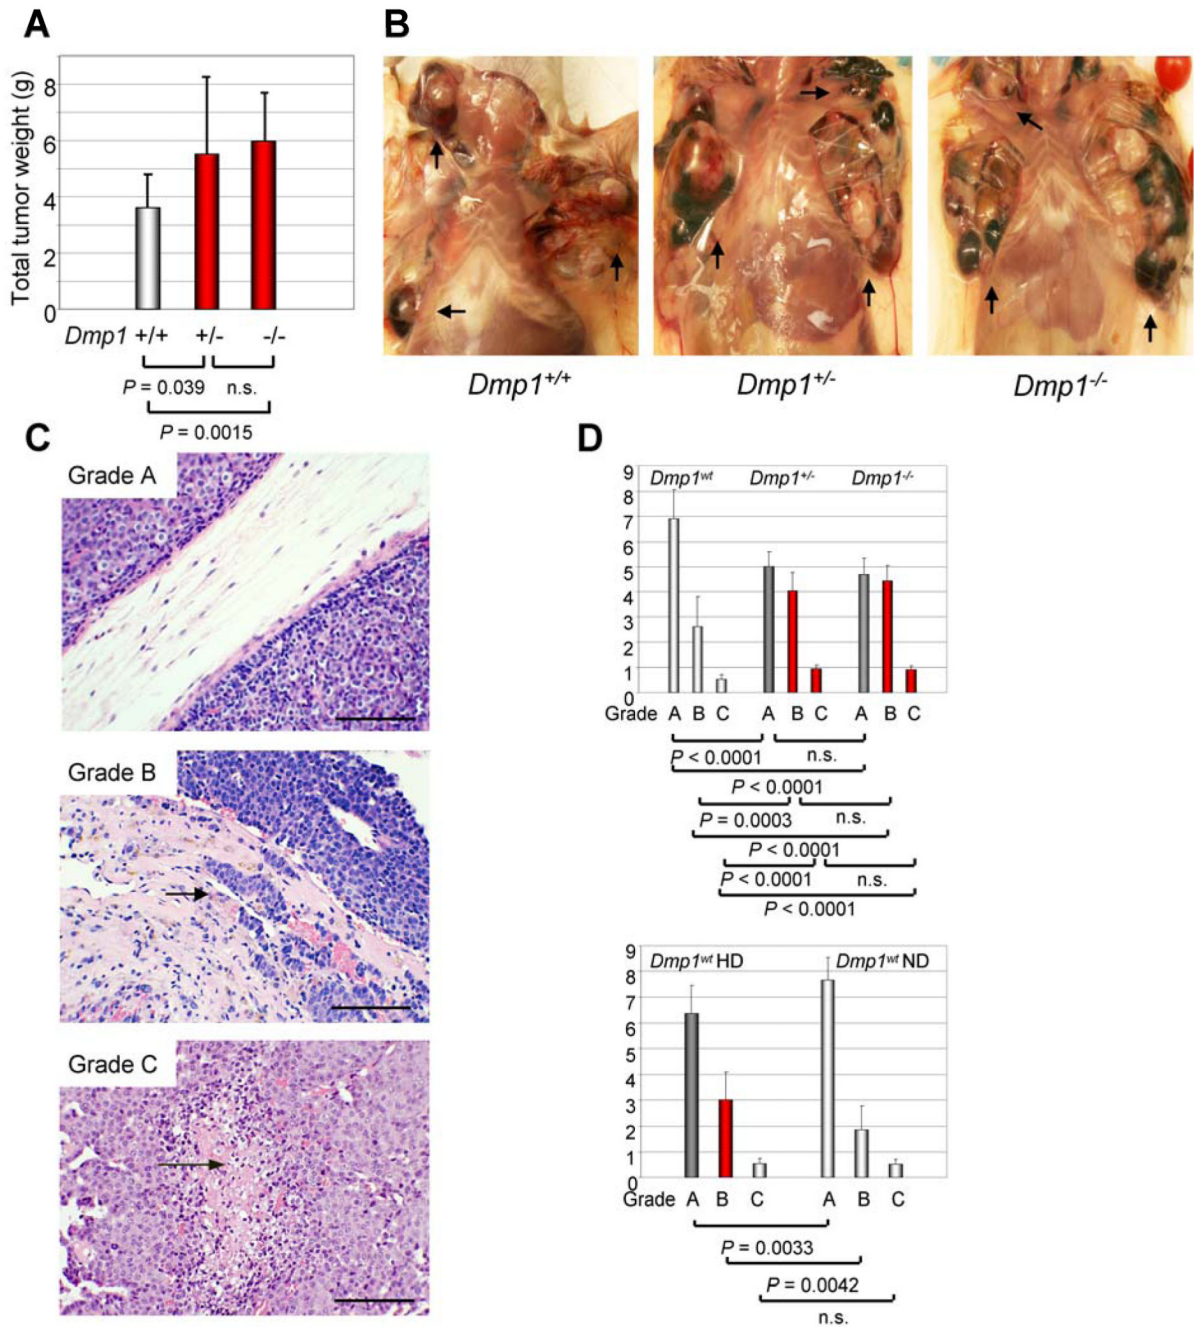 A
Total tumor weight (g)
8
6
4
2
0
Dmp1 +/+ +/- -/-
P = 0.039 n.s.
P = 0.0015
B
Dmp1+/+ Dmp1+/- Dmp1-/-
C
Grade A
Grade B
Grade C
D
9
8
7
6
5
4
3
2
1
0
Dmp1wt Dmp1+/- Dmp1-/-
Grade A B C A B C A B C
P < 0.0001 n.s.
P < 0.0001
P = 0.0003 n.s.
P < 0.0001
P < 0.0001 n.s.
P < 0.0001
9
8
7
6
5
4
3
2
1
0
Dmp1wt HD Dmp1wt ND
Grade A B C A B C
P = 0.0033
P = 0.0042
n.s.